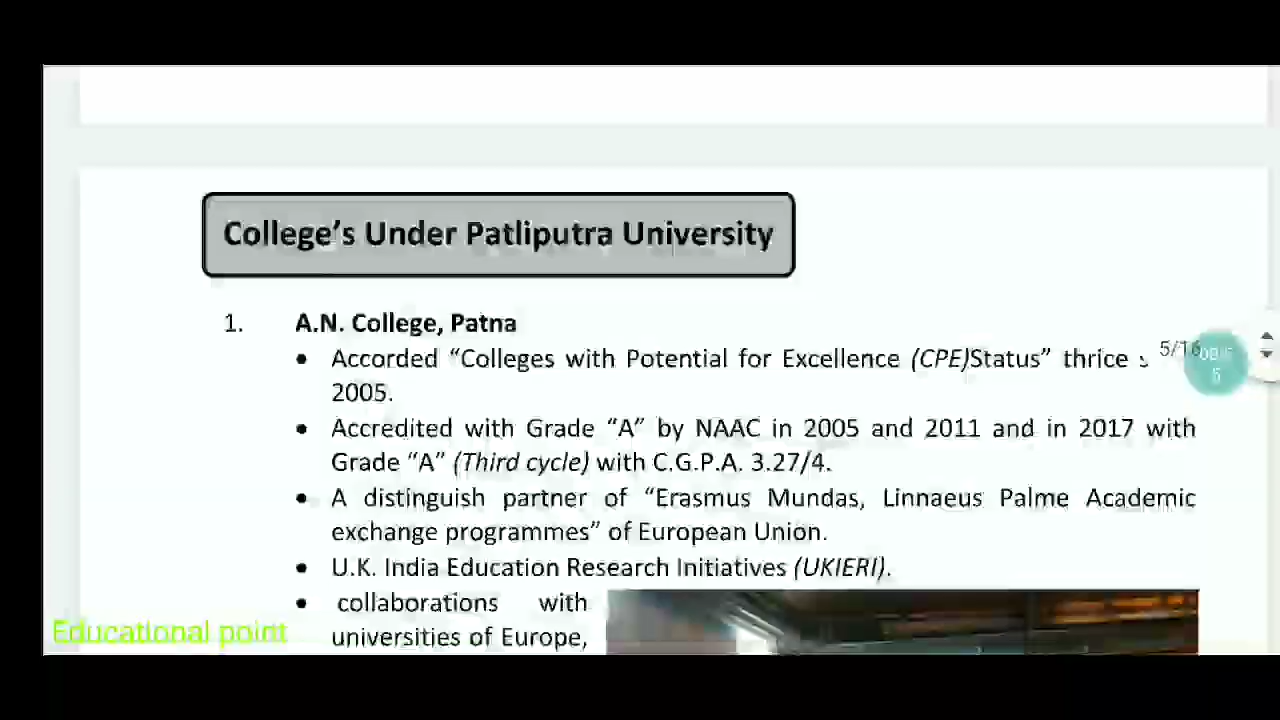 College's Under Patliputra University
1. A.N. College, Patna
• Accorded “Colleges with Potential for Excellence (CPE)Status” thrice
2005.
5/16
• Accredited with Grade “A” by NAAC in 2005 and 2011 and in 2017 with
Grade “A” (Third cycle) with C.G.P.A. 3.27/4.
• A distinguish partner of “Erasmus Mundas, Linnaeus Palme Academic
exchange programmes” of European Union.
• U.K. India Education Research Initiatives (UKIERI).
• collaborations with
universities of Europe,
Educational point